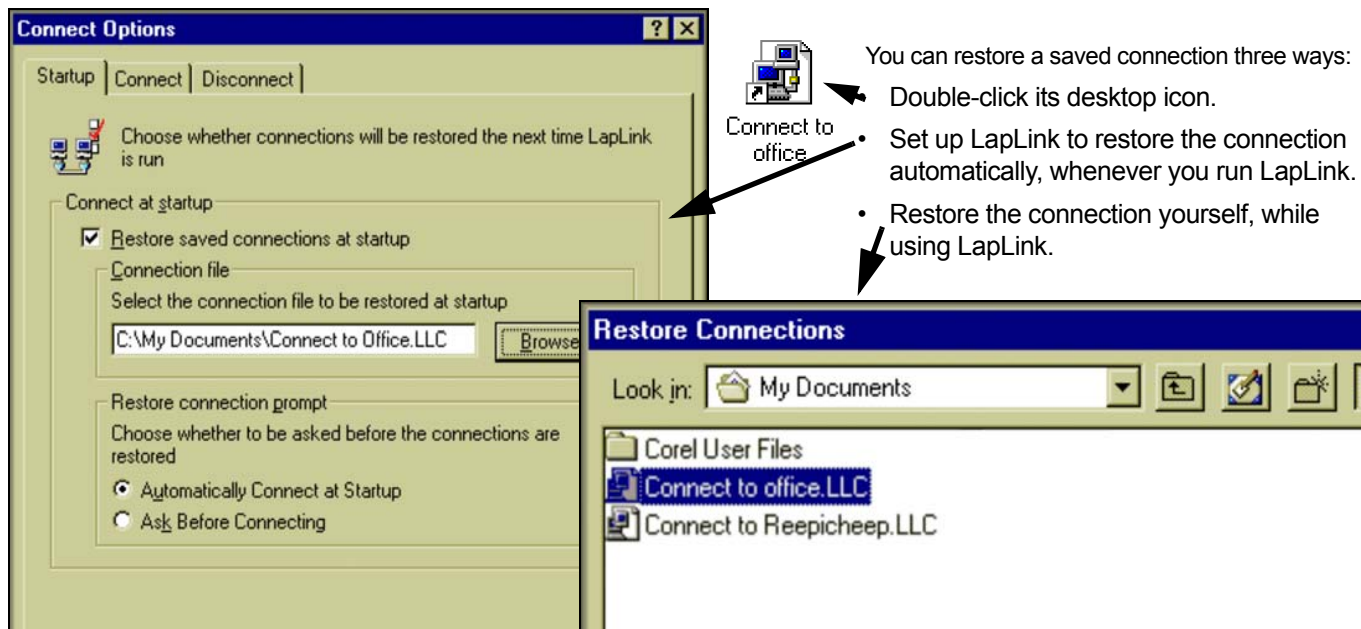 Connect Options
Startup
Connect
Disconnect
Choose whether connections will be restored the next time LapLink
is run
Connect at startup
Restore saved connections at startup
Connection file
Select the connection file to be restored at startup
C:\My Documents\Connect to Office.LLC
Browse
Restore connection prompt
Choose whether to be asked before the connections are
restored
Automatically Connect at Startup
Ask Before Connecting
Connect to
office
You can restore a saved connection three ways:
• Double-click its desktop icon.
• Set up LapLink to restore the connection
automatically, whenever you run LapLink.
• Restore the connection yourself, while
using LapLink.
Restore Connections
Look in:
My Documents
Corel User Files
Connect to office.LLC
Connect to Reepicheep.LLC